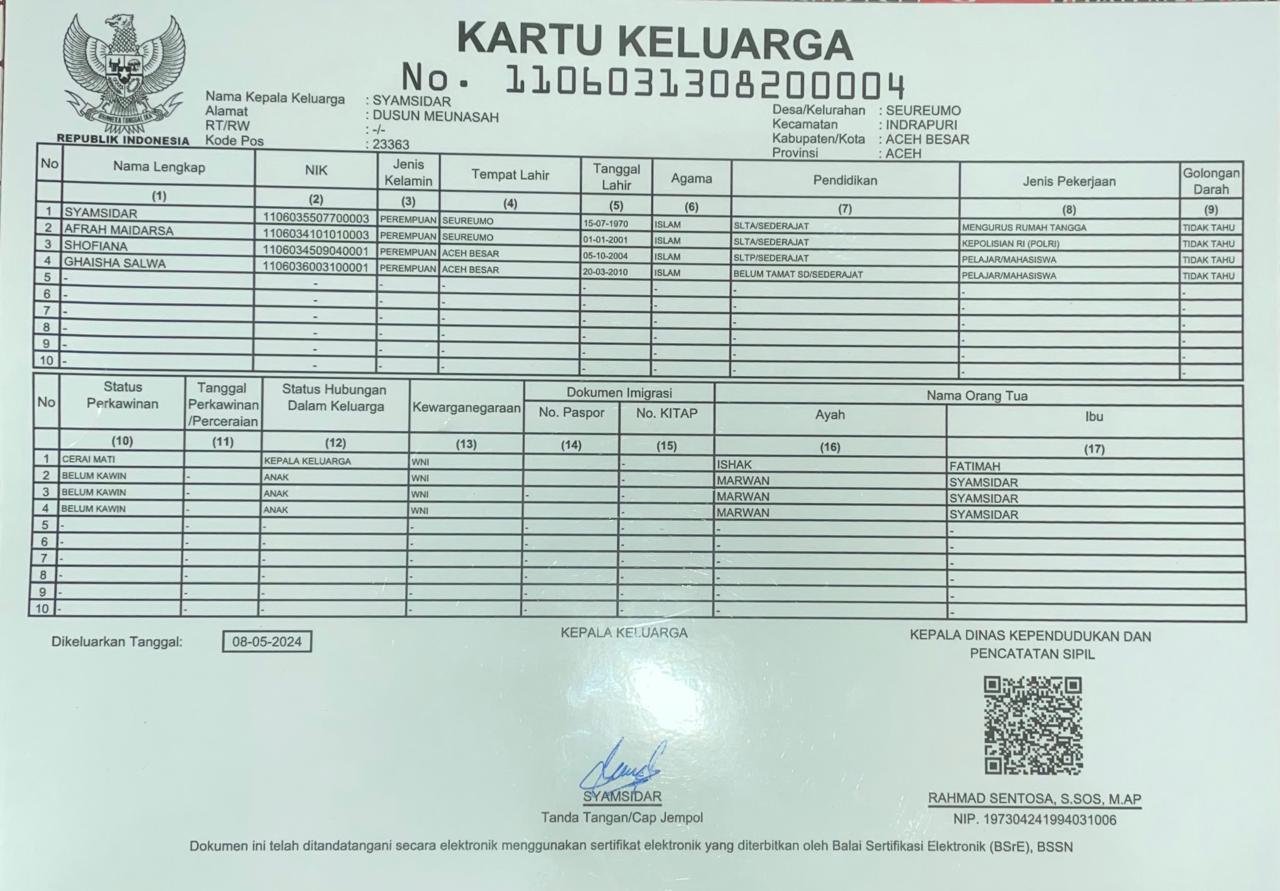 KARTU KELUARGA
No. 1106031308200004
BHINNEKA TUNGGAL IKA
REPUBLIK INDONESIA
Nama Kepala Keluarga : SYAMSIDAR
Alamat : DUSUN MEUNASAH
RT/RW : -/-
Kode Pos : 23363
Desa/Kelurahan : SEUREUMO
Kecamatan : INDRAPURI
Kabupaten/Kota : ACEH BESAR
Provinsi : ACEH
No Nama Lengkap NIK Jenis Kelamin Tempat Lahir Tanggal Lahir Agama Pendidikan Jenis Pekerjaan Golongan Darah
(1) (2) (3) (4) (5) (6) (7) (8) (9)
1 SYAMSIDAR 1106035507700003 PEREMPUAN SEUREUMO 15-07-1970 ISLAM SLTA/SEDERAJAT MENGURUS RUMAH TANGGA TIDAK TAHU
2 AFRAH MAIDARSA 1106034101010003 PEREMPUAN SEUREUMO 01-01-2001 ISLAM SLTA/SEDERAJAT KEPOLISIAN RI (POLRI) TIDAK TAHU
3 SHOFIANA 1106034509040001 PEREMPUAN ACEH BESAR 05-10-2004 ISLAM SLTP/SEDERAJAT PELAJAR/MAHASISWA TIDAK TAHU
4 GHAISHA SALWA 1106036003100001 PEREMPUAN ACEH BESAR 20-03-2010 ISLAM BELUM TAMAT SD/SEDERAJAT PELAJAR/MAHASISWA TIDAK TAHU
5 - - - - - - - - -
6 - - - - - - - - -
7 - - - - - - - - -
8 - - - - - - - - -
9 - - - - - - - - -
10 - - - - - - - - -
No Status Perkawinan Tanggal Perkawinan /Perceraian Status Hubungan Dalam Keluarga Kewarganegaraan Dokumen Imigrasi Nama Orang Tua
No. Paspor No. KITAP Ayah Ibu
(10) (11) (12) (13) (14) (15) (16) (17)
1 CERAI MATI KEPALA KELUARGA WNI - ISHAK FATIMAH
2 BELUM KAWIN - ANAK WNI - MARWAN SYAMSIDAR
3 BELUM KAWIN - ANAK WNI - - MARWAN SYAMSIDAR
4 BELUM KAWIN - ANAK WNI - - MARWAN SYAMSIDAR
5 - - - - - - - -
6 - - - - - - - -
7 - - - - - - - -
8 - - - - - - - -
9 - - - - - - - -
10 - - - - - - - -
Dikeluarkan Tanggal: 08-05-2024
KEPALA KELUARGA
SYAMSIDAR
Tanda Tangan/Cap Jempol
KEPALA DINAS KEPENDUDUKAN DAN
PENCATATAN SIPIL
RAHMAD SENTOSA, S.SOS, M.AP
NIP. 197304241994031006
Dokumen ini telah ditandatangani secara elektronik menggunakan sertifikat elektronik yang diterbitkan oleh Balai Sertifikasi Elektronik (BSrE), BSSN